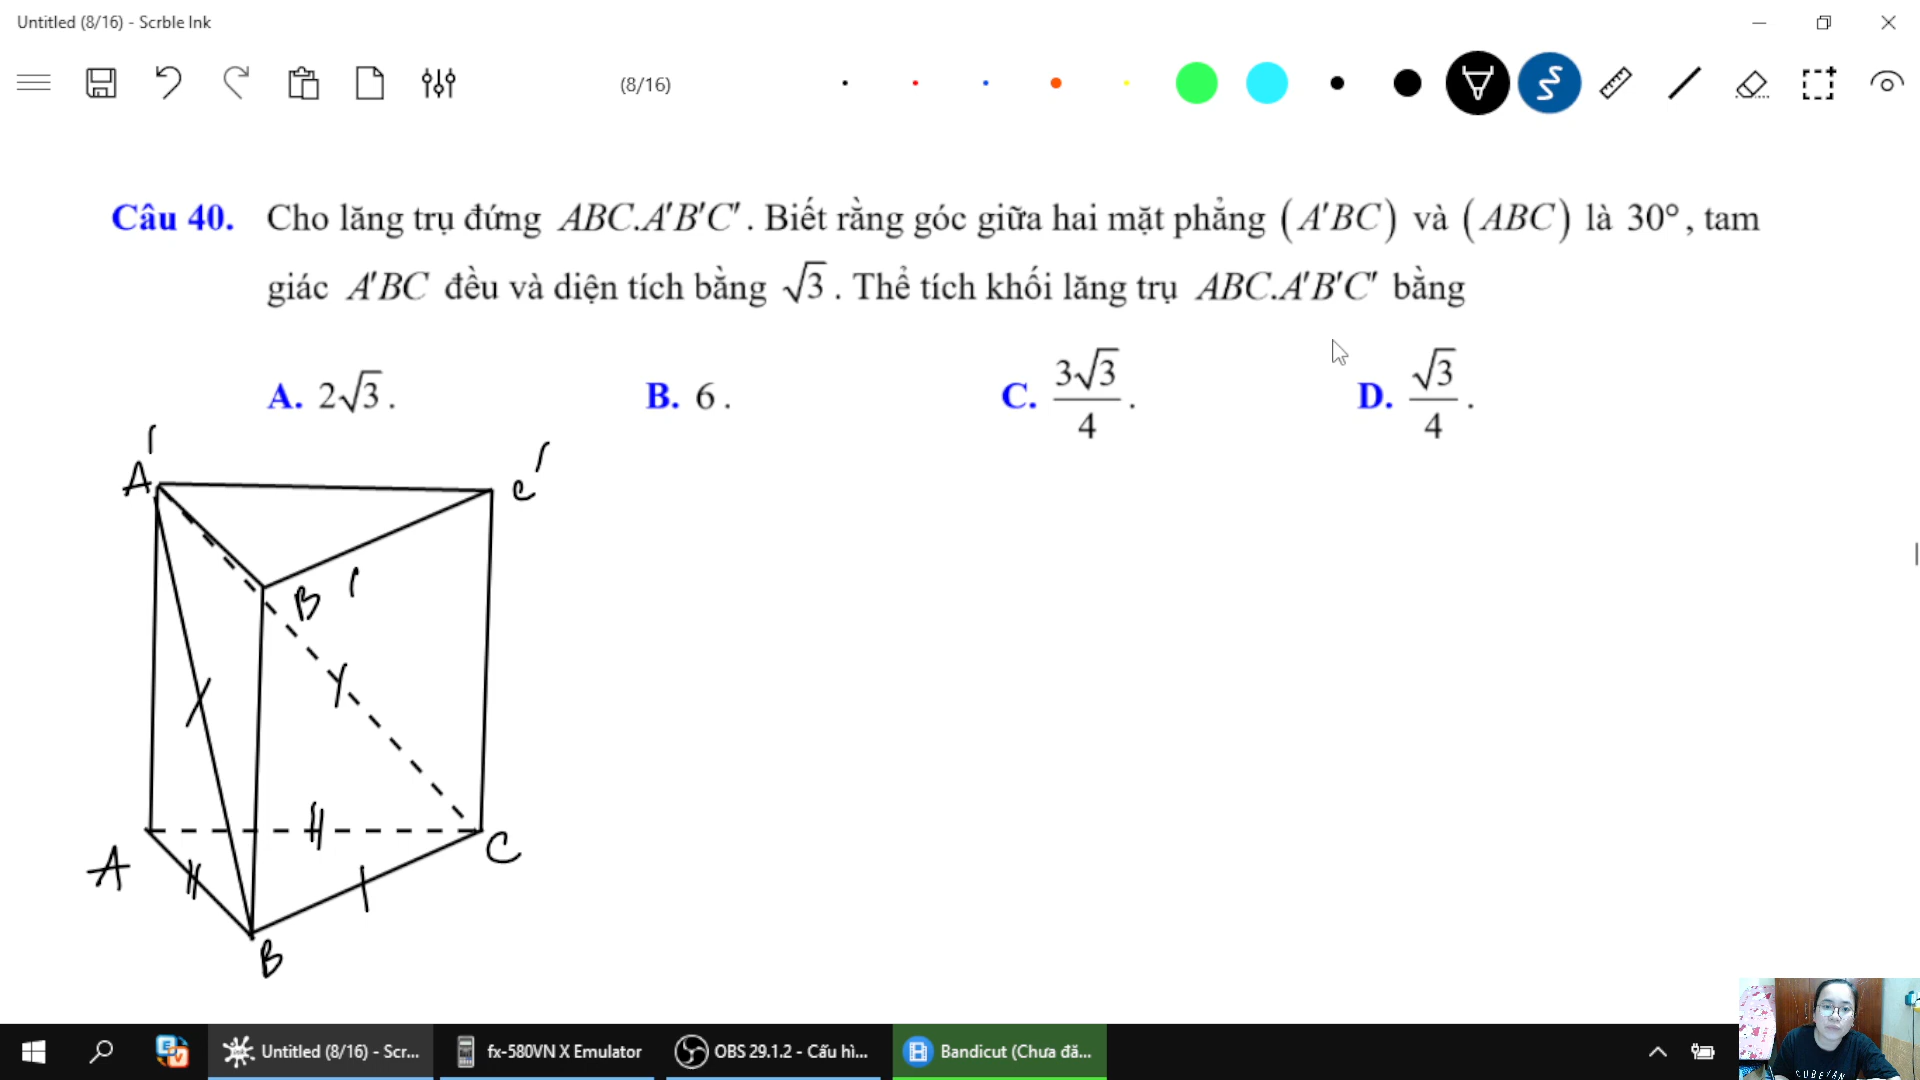 Untitled (8/16) - Scrble Ink
(8/16)
Câu 40. Cho lăng trụ đứng ABC.A'B'C'. Biết rằng góc giữa hai mặt phẳng (A'BC) và (ABC) là 30°, tam
giác A'BC đều và diện tích bằng √3. Thể tích khối lăng trụ ABC.A'B'C' bằng
A. 2√3. B. 6. C. 3√3/4. D. √3/4.
A'
C'
B'
A
C
B
Untitled (8/16) - Scr... fx-580VN X Emulator OBS 29.1.2 - Cấu hì... Bandicut (Chưa đă...
CUBEYAN